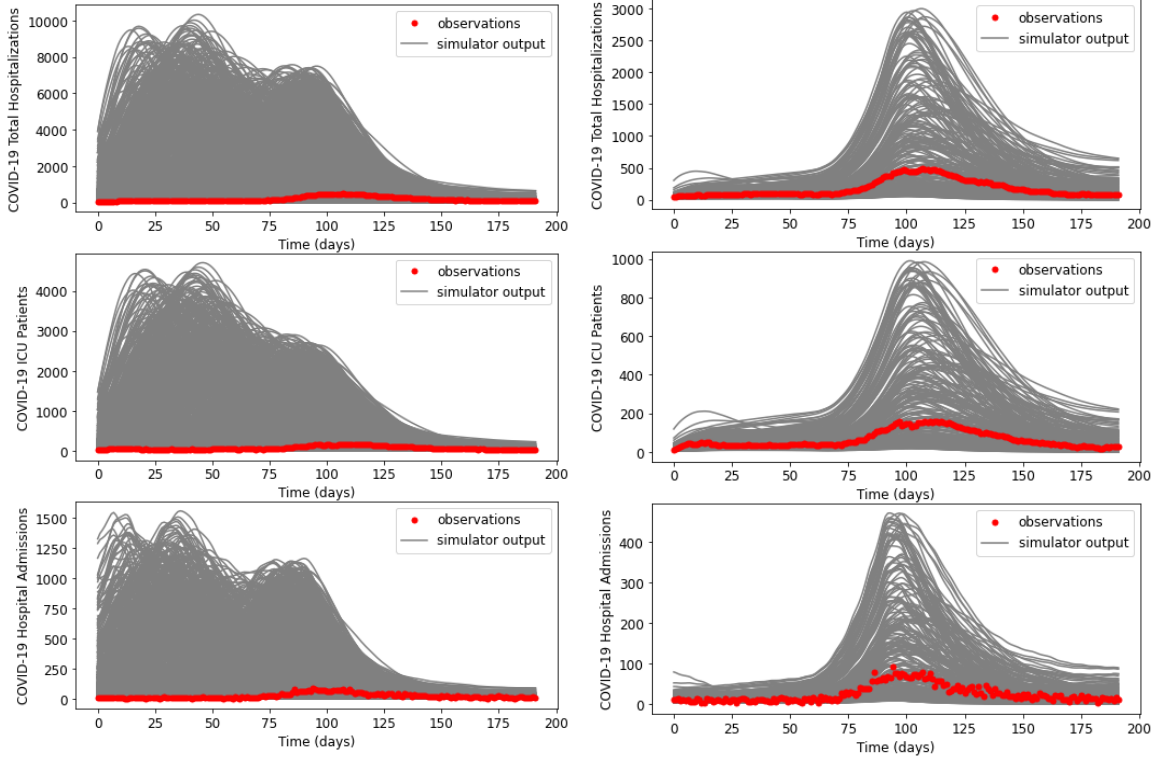 COVID-19 Total Hospitalizations
10000
8000
6000
4000
2000
0
observations
simulator output
0 25 50 75 100 125 150 175 200
Time (days)
COVID-19 Total Hospitalizations
3000
2500
2000
1500
1000
500
0
observations
simulator output
0 25 50 75 100 125 150 175 200
Time (days)
COVID-19 ICU Patients
4000
3000
2000
1000
0
observations
simulator output
0 25 50 75 100 125 150 175 200
Time (days)
COVID-19 ICU Patients
1000
800
600
400
200
0
observations
simulator output
0 25 50 75 100 125 150 175 200
Time (days)
COVID-19 Hospital Admissions
1500
1250
1000
750
500
250
0
observations
simulator output
0 25 50 75 100 125 150 175 200
Time (days)
COVID-19 Hospital Admissions
400
300
200
100
0
observations
simulator output
0 25 50 75 100 125 150 175 200
Time (days)